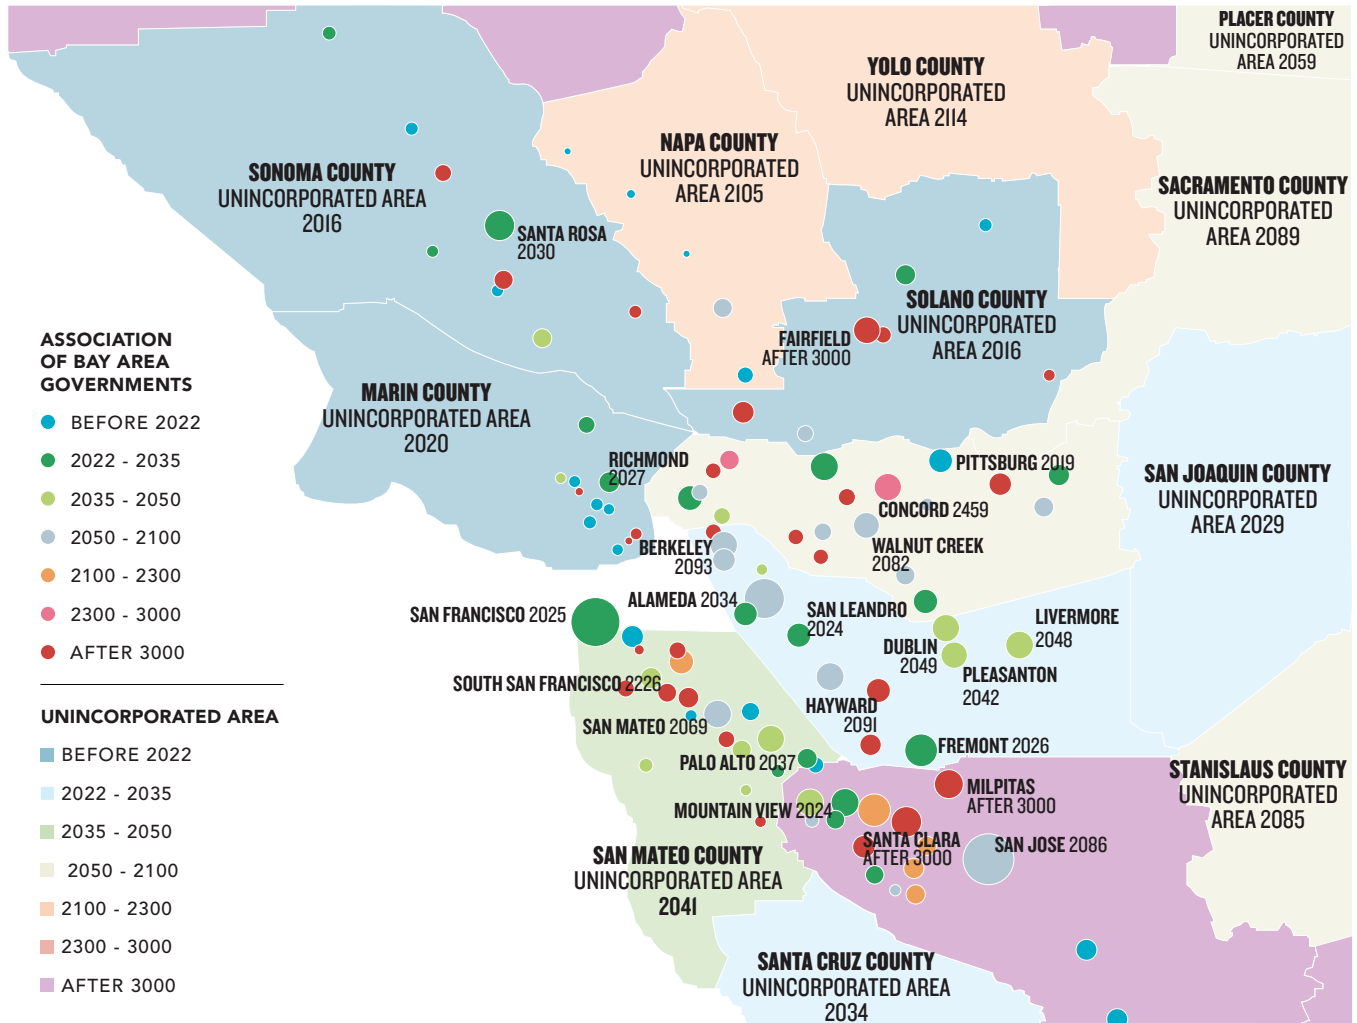 PLACER COUNTY
UNINCORPORATED
AREA 2059
YOLO COUNTY
UNINCORPORATED
AREA 2114
NAPA COUNTY
UNINCORPORATED
AREA 2105
SONOMA COUNTY
UNINCORPORATED AREA
2016
SACRAMENTO COUNTY
UNINCORPORATED
AREA 2089
SANTA ROSA
2030
SOLANO COUNTY
UNINCORPORATED
AREA 2016
FAIRFIELD
AFTER 3000
MARIN COUNTY
UNINCORPORATED AREA
2020
RICHMOND
2027
PITTSBURG 2019
SAN JOAQUIN COUNTY
UNINCORPORATED
AREA 2029
CONCORD 2459
WALNUT CREEK
2082
BERKELEY
2093
ALAMEDA 2034
SAN FRANCISCO 2025
SAN LEANDRO
2024
LIVERMORE
2048
DUBLIN
2049
PLEASANTON
2042
SOUTH SAN FRANCISCO 2226
HAYWARD
2091
SAN MATEO 2069
FREMONT 2026
PALO ALTO 2037
MILPITAS
AFTER 3000
STANISLAUS COUNTY
UNINCORPORATED
AREA 2085
MOUNTAIN VIEW 2024
SANTA CLARA
AFTER 3000
SAN JOSE 2086
SAN MATEO COUNTY
UNINCORPORATED AREA
2041
SANTA CRUZ COUNTY
UNINCORPORATED AREA
2034
ASSOCIATION
OF BAY AREA
GOVERNMENTS
BEFORE 2022
2022 - 2035
2035 - 2050
2050 - 2100
2100 - 2300
2300 - 3000
AFTER 3000
UNINCORPORATED AREA
BEFORE 2022
2022 - 2035
2035 - 2050
2050 - 2100
2100 - 2300
2300 - 3000
AFTER 3000